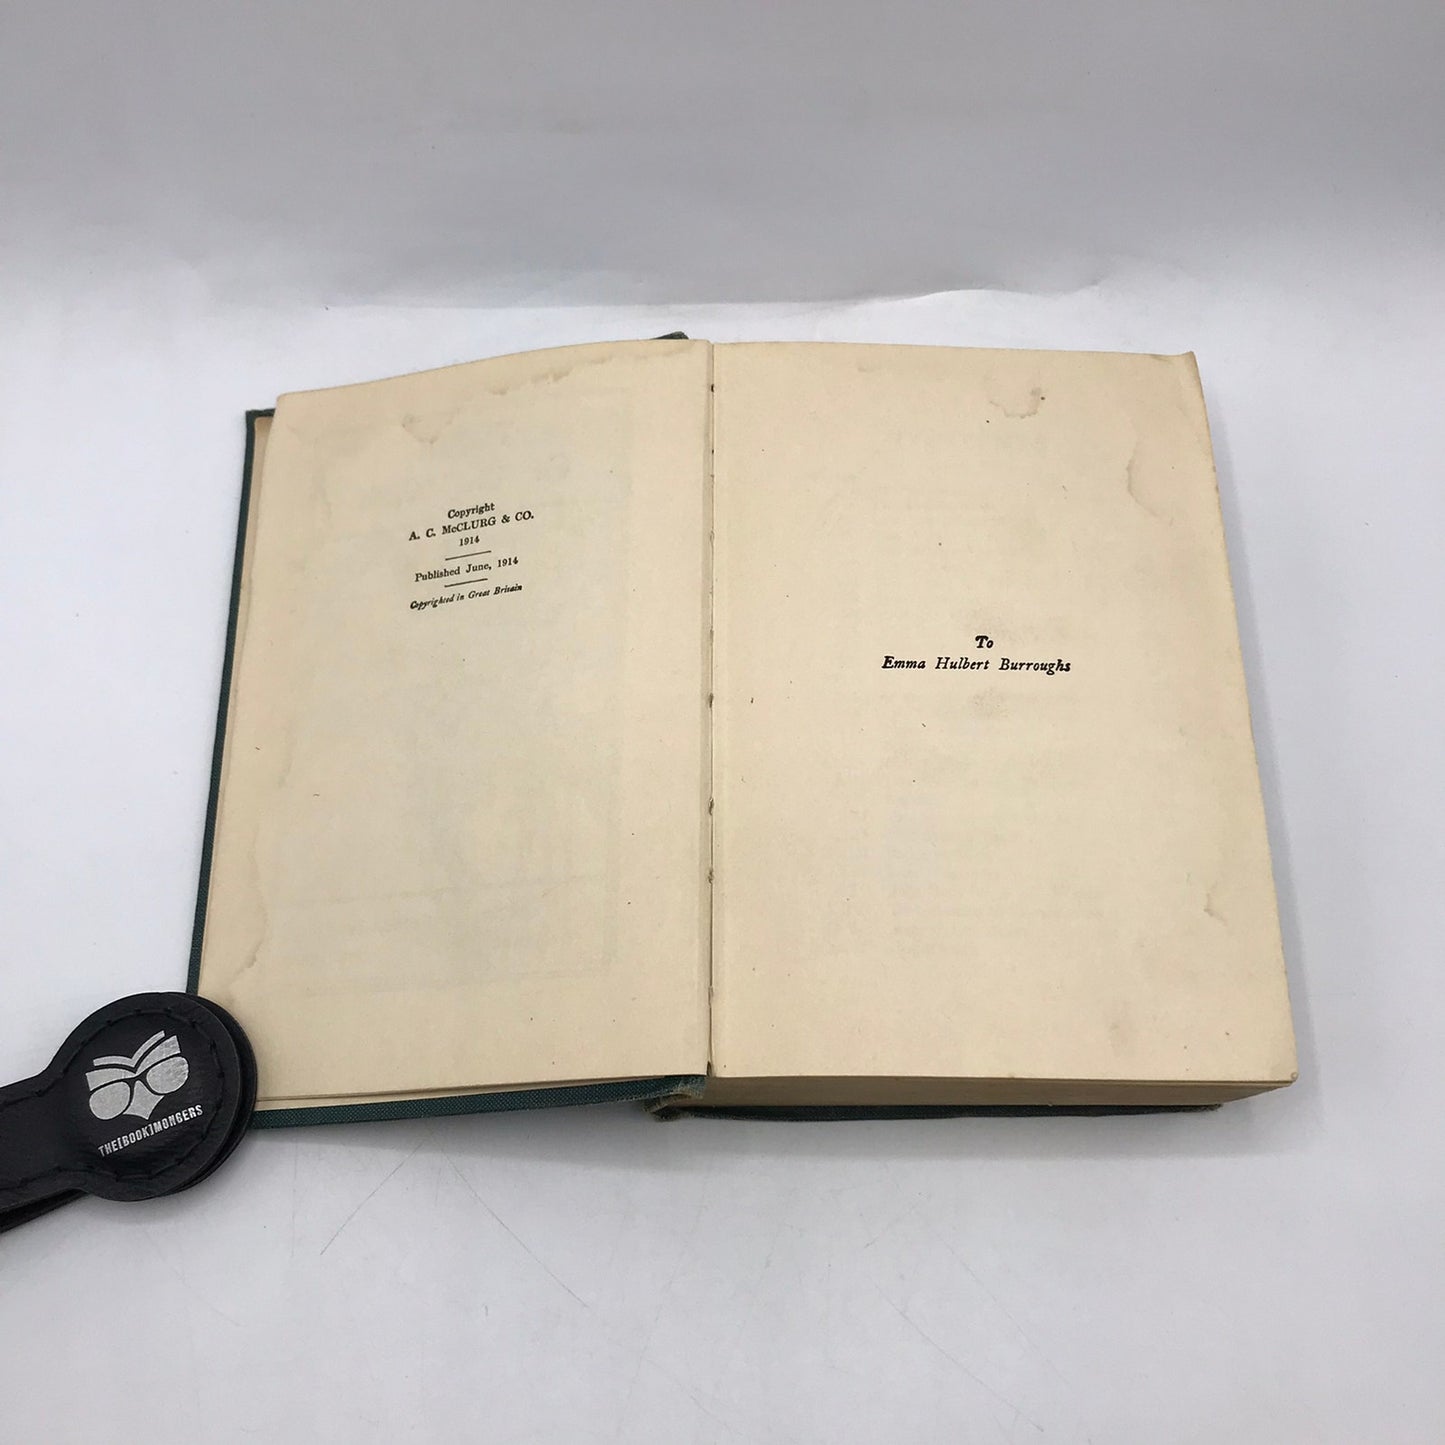 Copyright
A. C. McCLURG & CO.
1914
Published June, 1914
Copyrighted in Great Britain
To
Emma Hulbert Burroughs
THE[BOOK]MONGERS